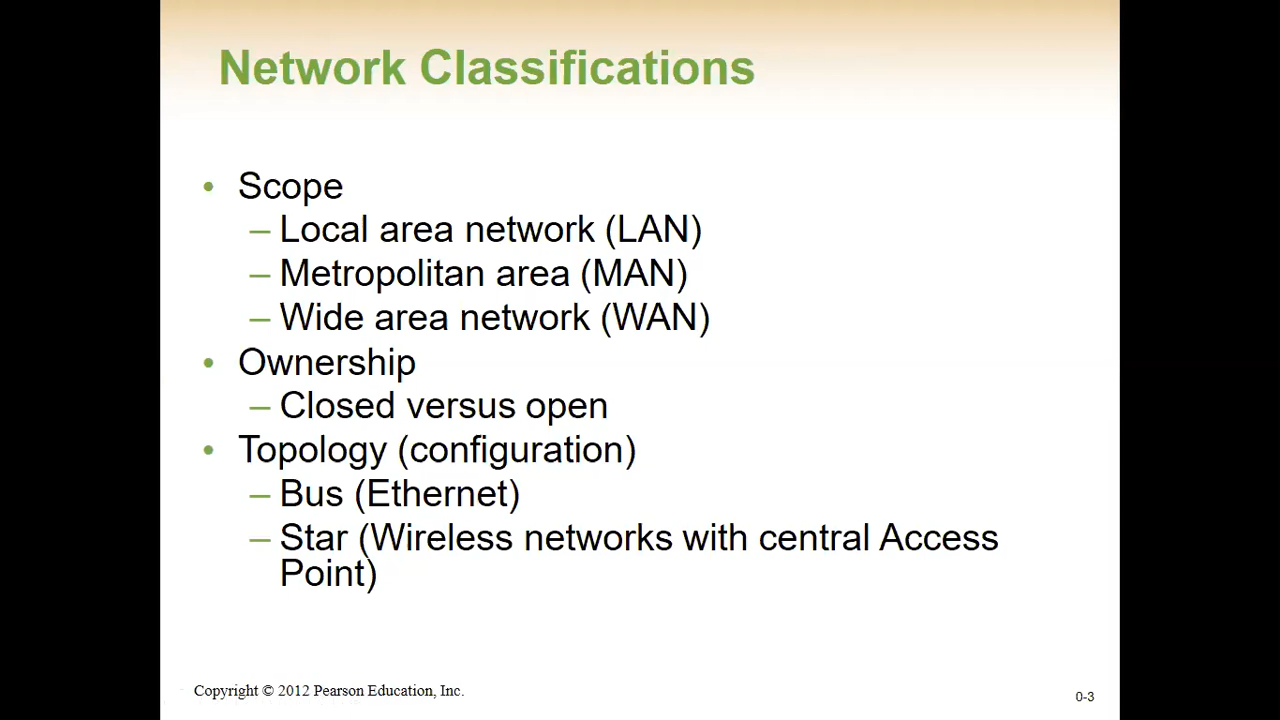 Network Classifications
• Scope
– Local area network (LAN)
– Metropolitan area (MAN)
– Wide area network (WAN)
• Ownership
– Closed versus open
• Topology (configuration)
– Bus (Ethernet)
– Star (Wireless networks with central Access
Point)
Copyright © 2012 Pearson Education, Inc.
0-3